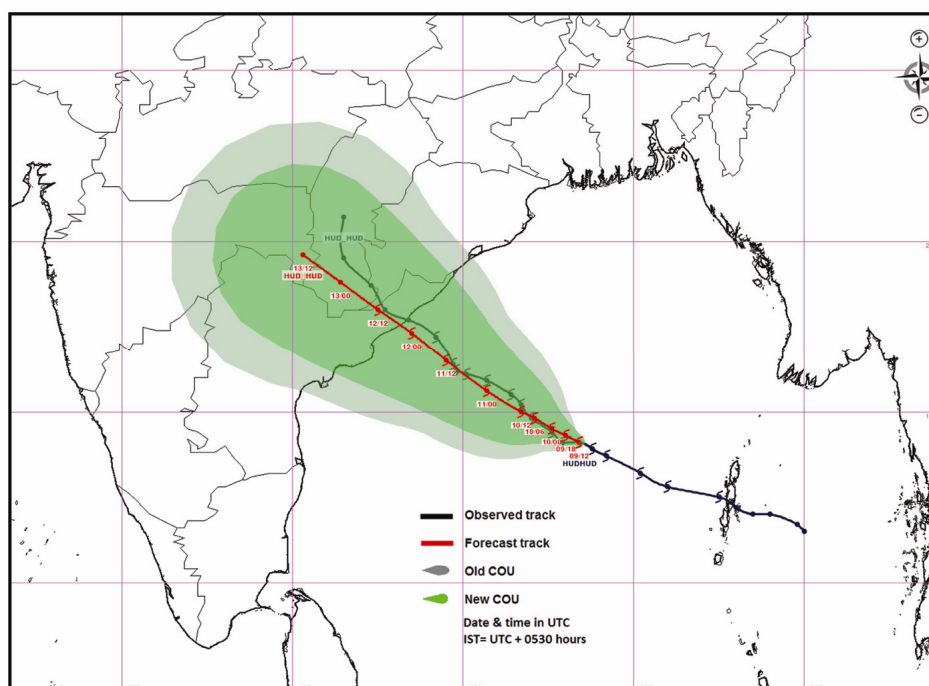 HUD_HUD
13/12
HUD_HUD
13/00
12/12
12/00
11/12
11/00
10/12
10/06
10/00
09/18
09/12
HUDHUD
Observed track
Forecast track
Old COU
New COU
Date & time in UTC
IST= UTC + 0530 hours